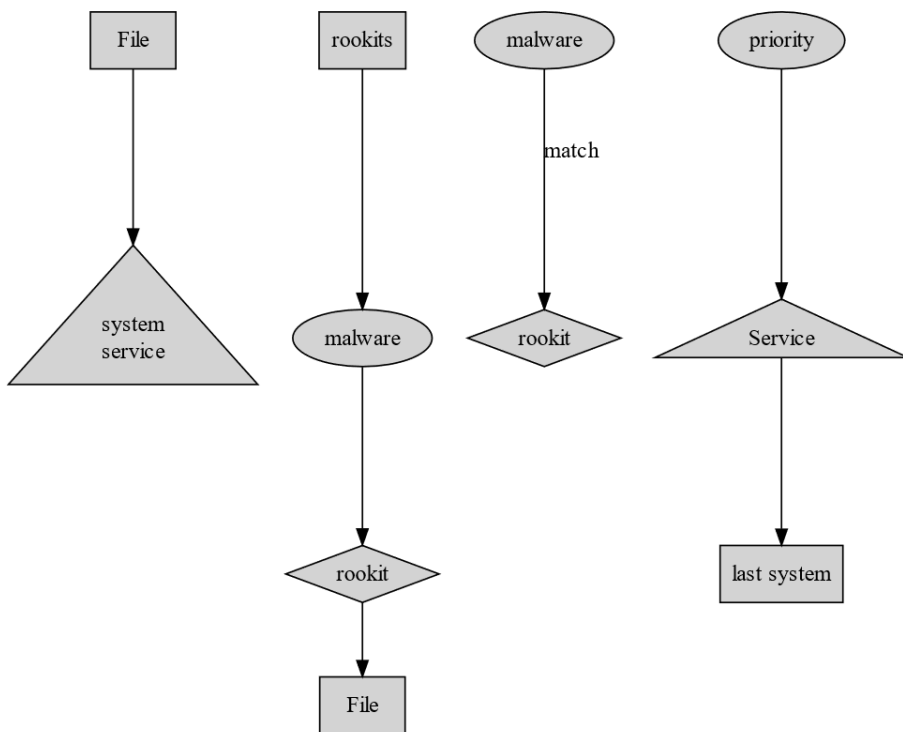 File
rookits
malware
priority
match
system
service
malware
rookit
Service
rookit
last system
File